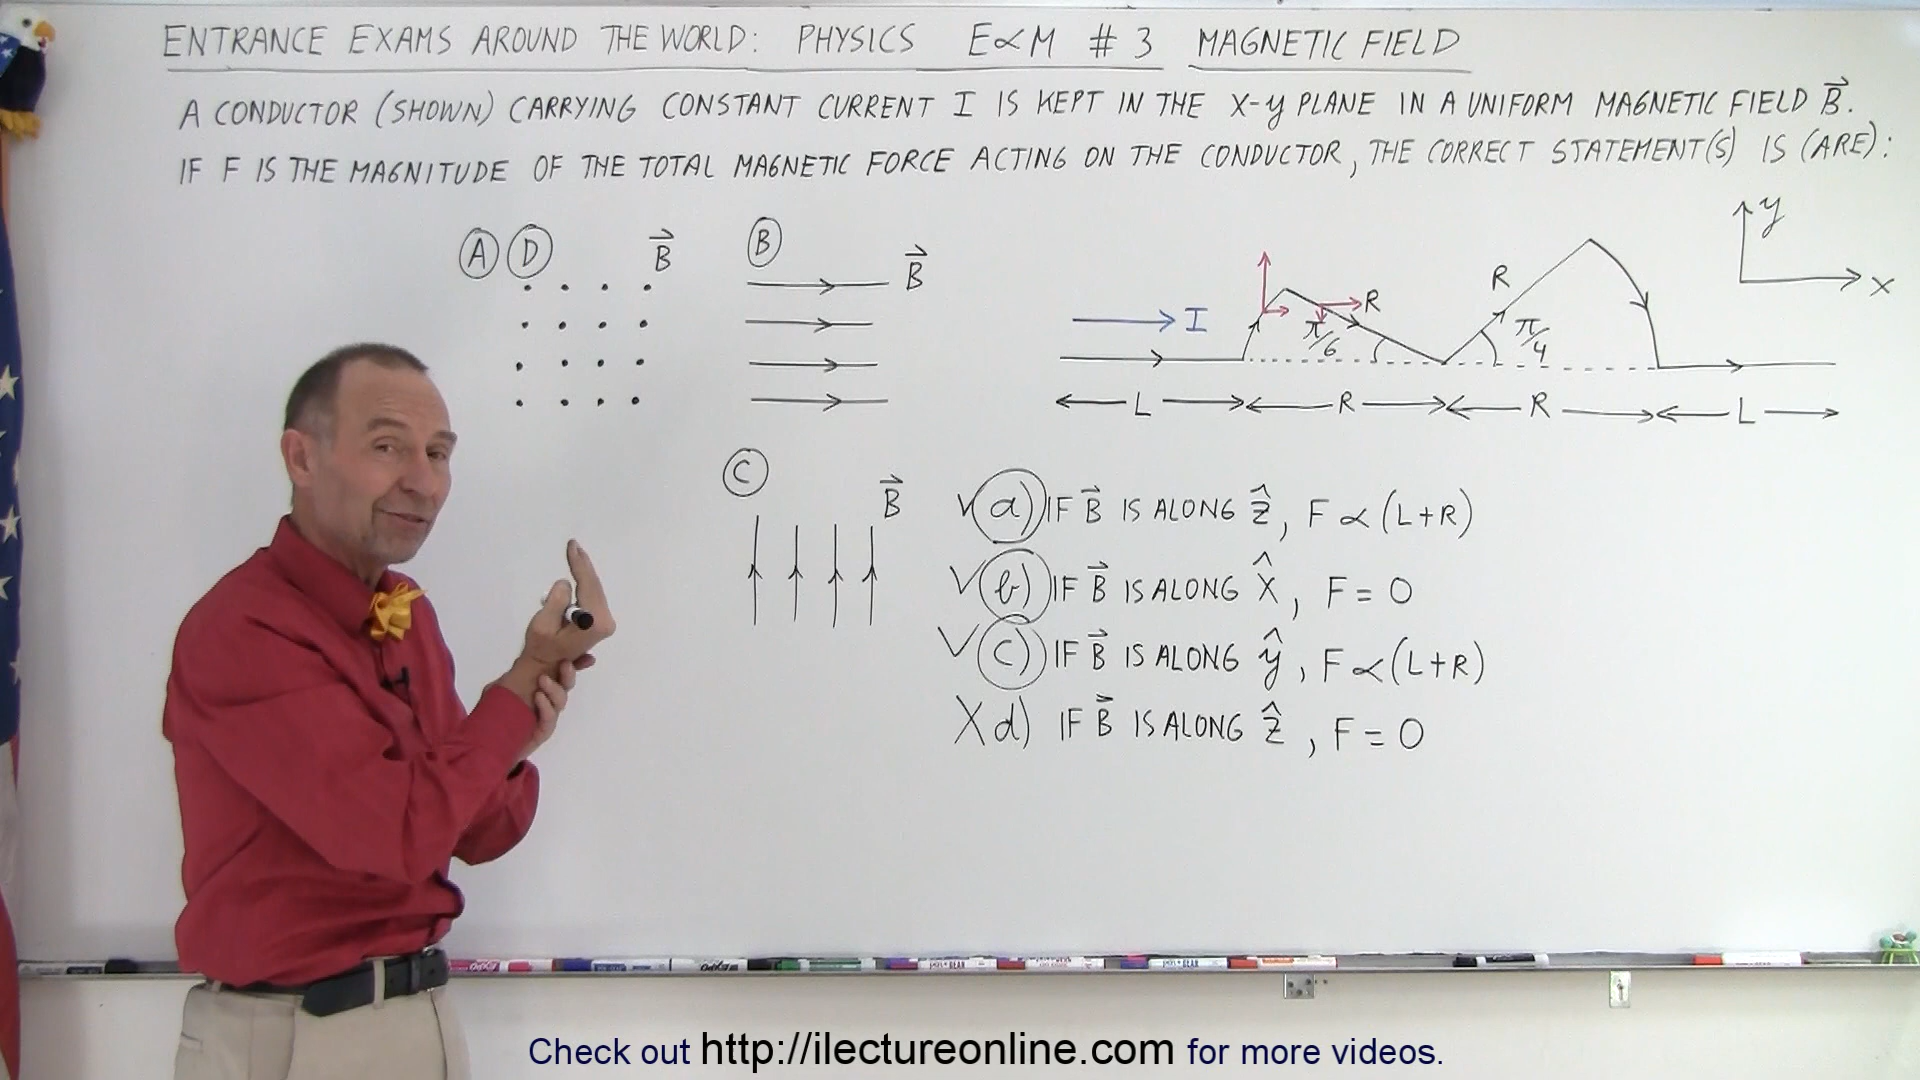 ENTRANCE EXAMS AROUND THE WORLD: PHYSICS E∝M # 3 MAGNETIC FIELD
A CONDUCTOR (SHOWN) CARRYING CONSTANT CURRENT I IS KEPT IN THE X-y PLANE IN A UNIFORM MAGNETIC FIELD B⃗.
IF F IS THE MAGNITUDE OF THE TOTAL MAGNETIC FORCE ACTING ON THE CONDUCTOR, THE CORRECT STATEMENT(S) IS (ARE):
A D B⃗
B B⃗
y
x
I
R
π/6
R
π/4
L R R L
C B⃗
V a) IF B⃗ IS ALONG ẑ, F ∝ (L+R)
V b) IF B⃗ IS ALONG x̂, F = 0
V c) IF B⃗ IS ALONG ŷ, F ∝ (L+R)
X d) IF B⃗ IS ALONG ẑ, F = 0
Check out http://ilectureonline.com for more videos.